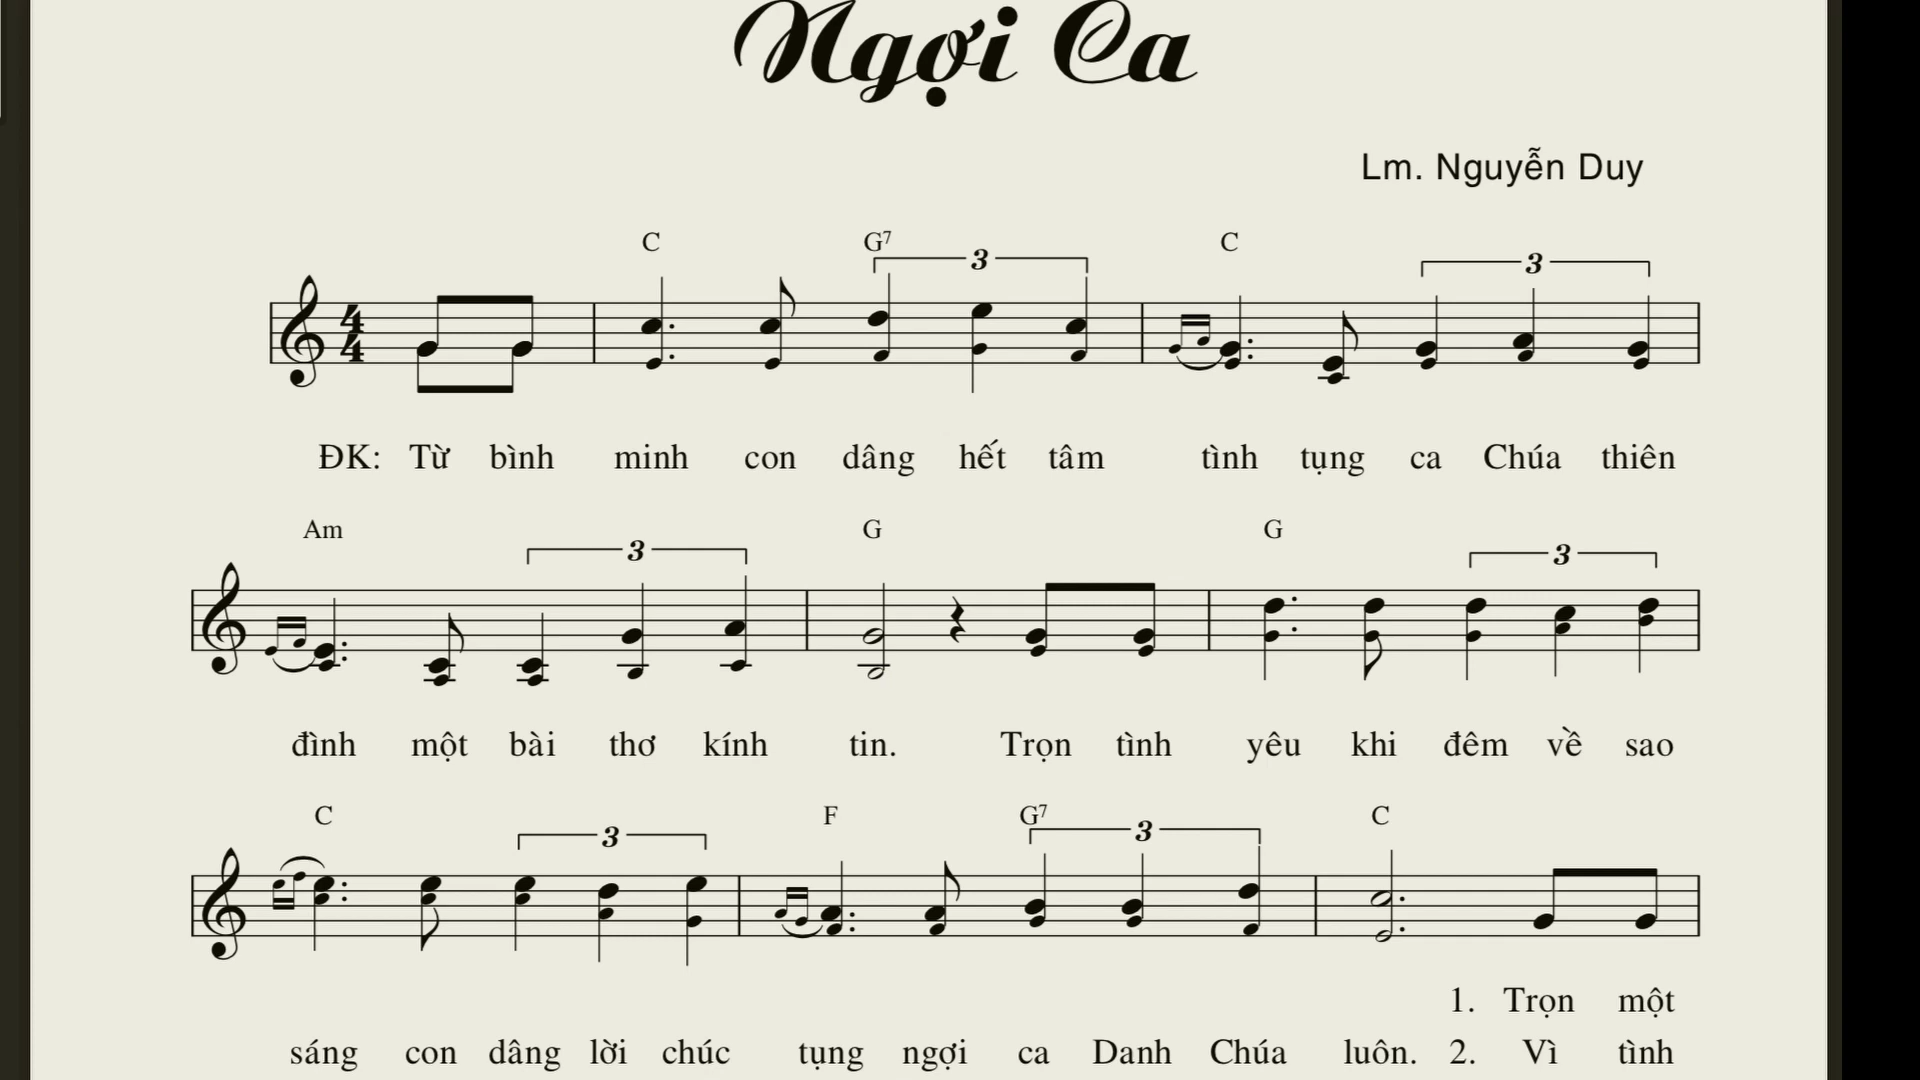 Ngợi Ca
Lm. Nguyễn Duy
C G7 3 C 3
4
4
ĐK: Từ bình minh con dâng hết tâm tình tụng ca Chúa thiên
Am 3 G G 3
đình một bài thơ kính tin. Trọn tình yêu khi đêm về sao
C 3 F G7 3 C
1. Trọn một
sáng con dâng lời chúc tụng ngợi ca Danh Chúa luôn. 2. Vì tình